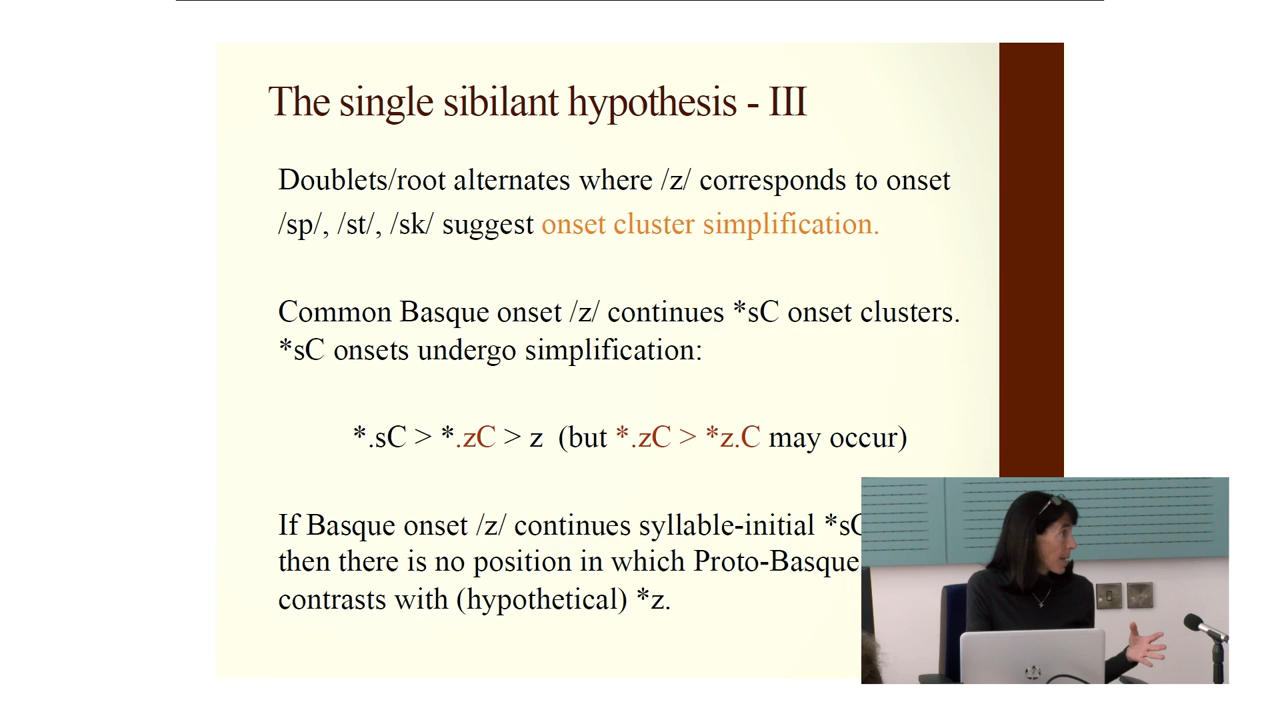 The single sibilant hypothesis - III
Doublets/root alternates where /z/ corresponds to onset
/sp/, /st/, /sk/ suggest onset cluster simplification.
Common Basque onset /z/ continues *sC onset clusters.
*sC onsets undergo simplification:
*.sC > *.zC > z (but *.zC > *z.C may occur)
If Basque onset /z/ continues syllable-initial
then there is no position in which Proto-Basque
contrasts with (hypothetical) *z.